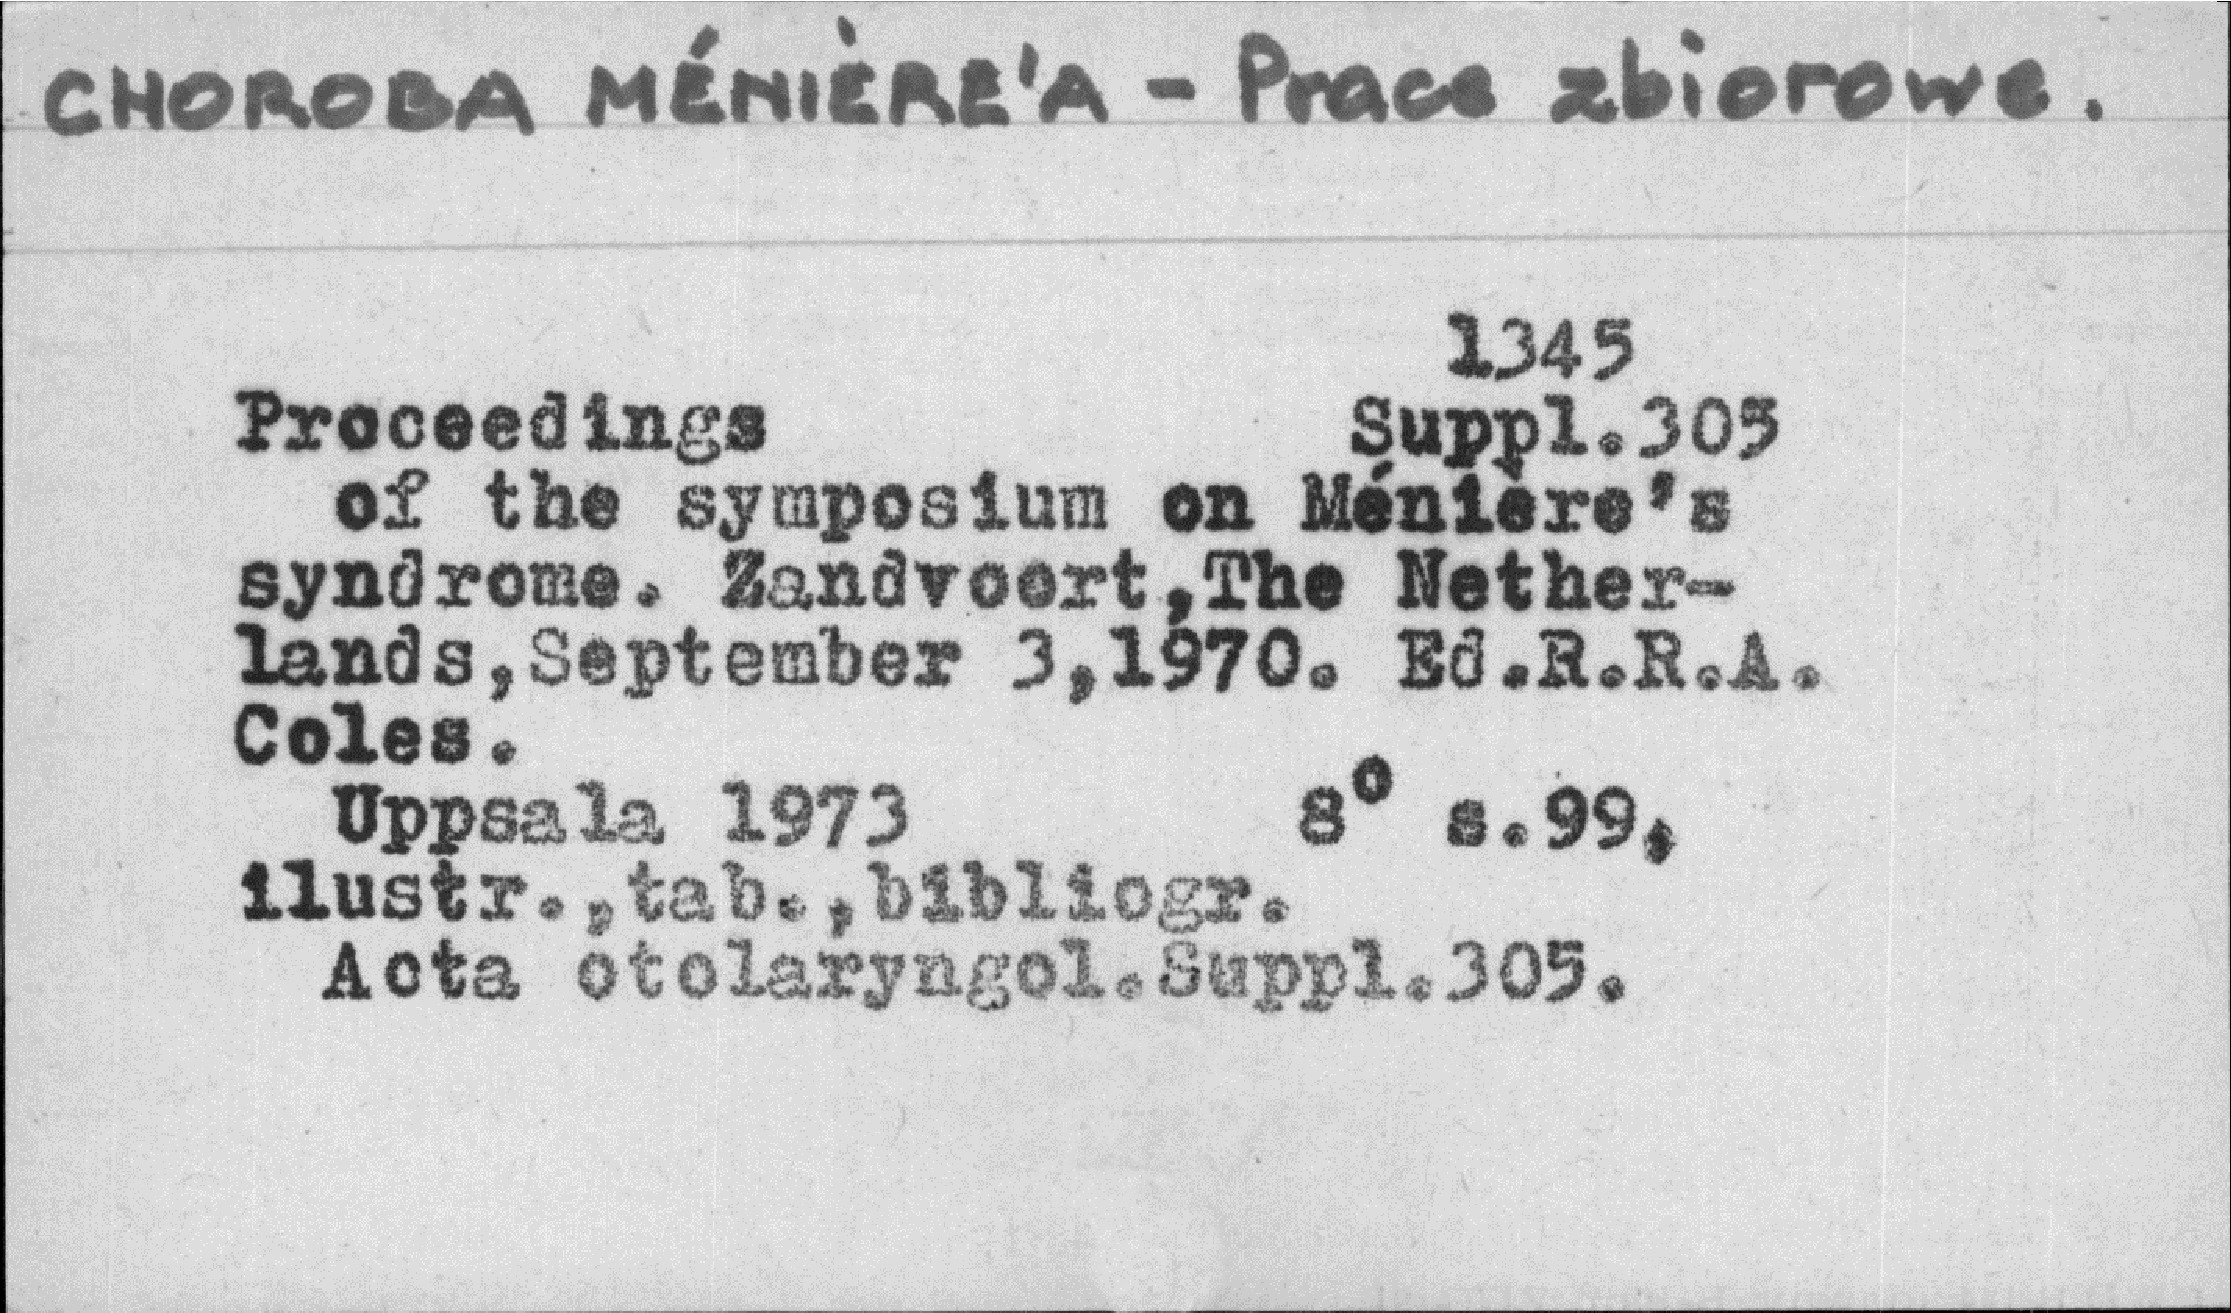 CHOROBA MÉNIÈRE'A - Prace zbiorowe.
1345
Proceedings Suppl.305
of the symposium on Ménière's
syndrome. Zandvoort,The Nether-
lands,September 3,1970. Ed.R.R.A.
Coles.
Uppsala 1973 8° s.99,
ilustr.,tab.,bibliogr.
Acta otolaryngol.Suppl.305.